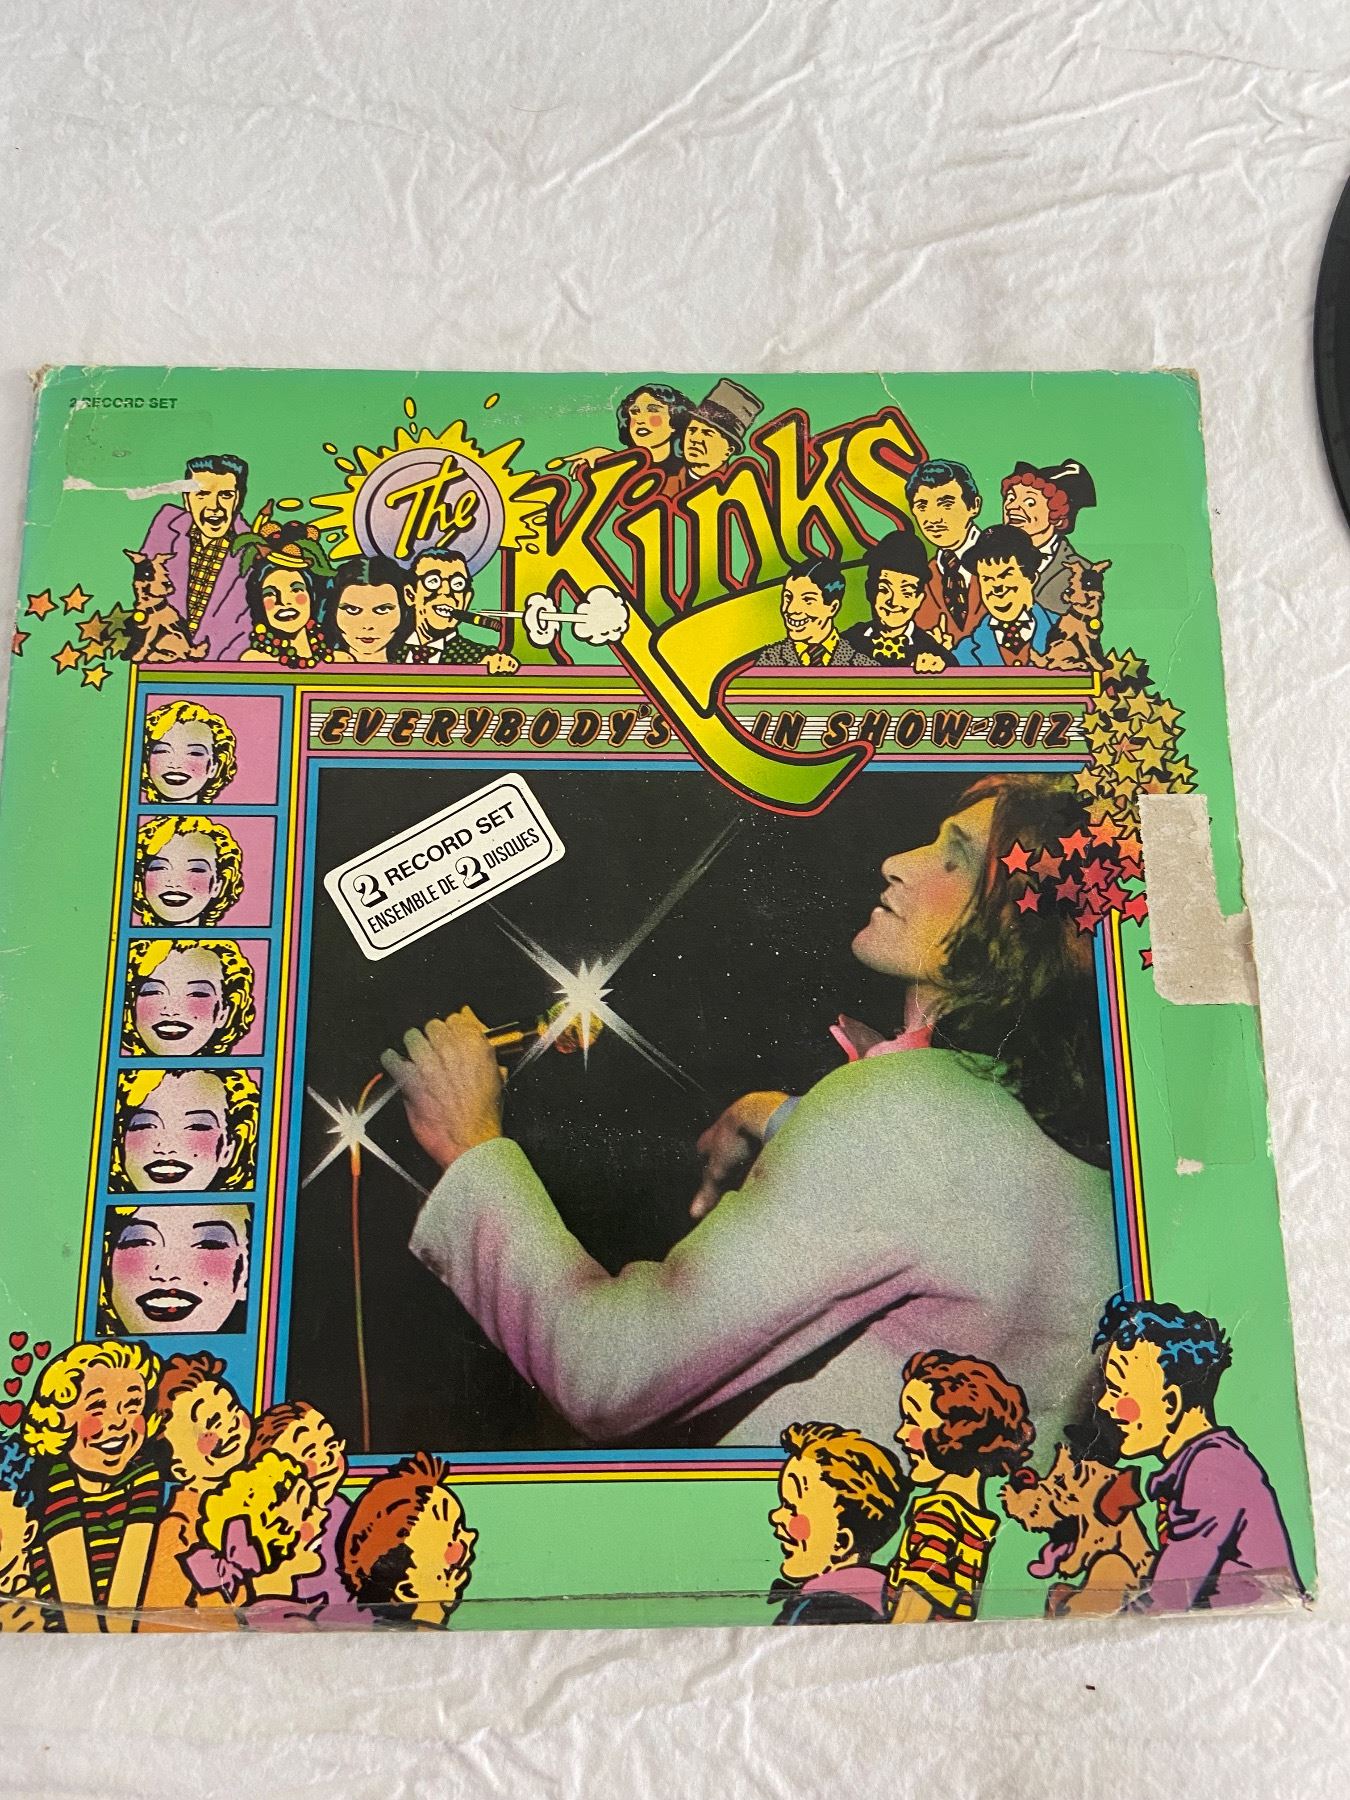 2 RECORD SET
The
Kinks
EVERYBODY'S IN SHOW-BIZ
2 RECORD SET
ENSEMBLE DE 2 DISQUES